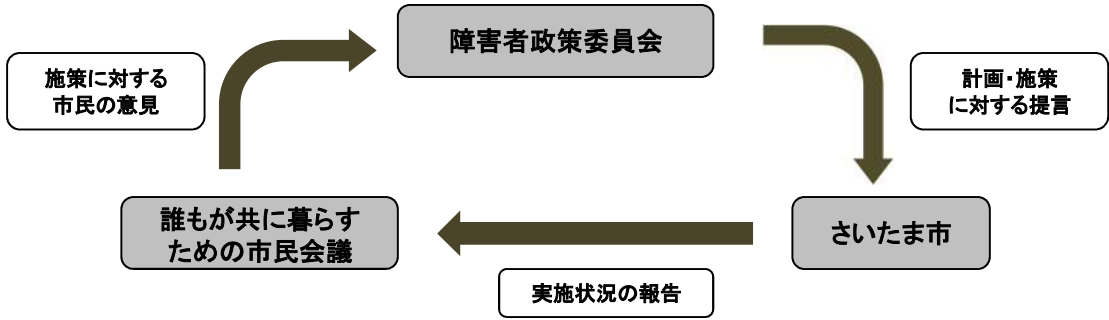 障害者政策委員会
施策に対する
市民の意見
計画・施策
に対する提言
誰もが共に暮らす
ための市民会議
さいたま市
実施状況の報告